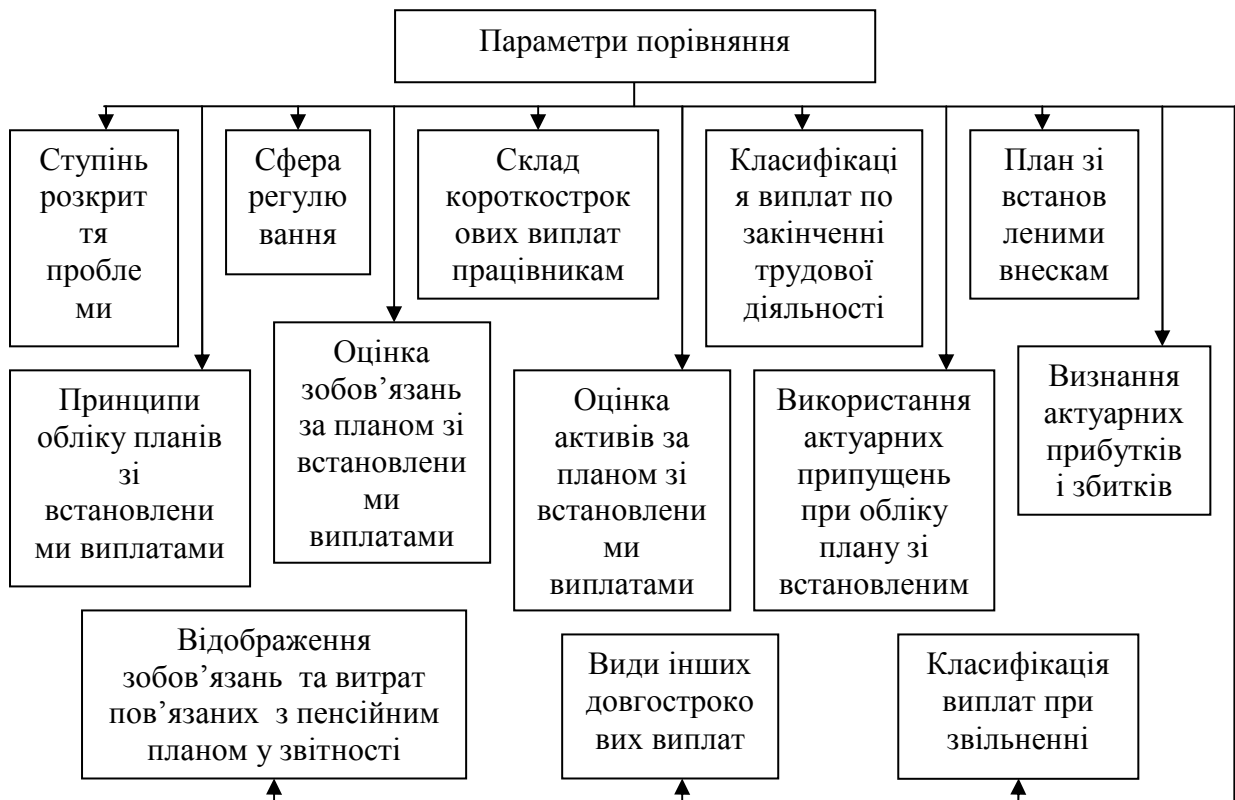 Параметри порівняння
Ступінь
розкрит
тя
пробле
ми
Сфера
регулю
вання
Склад
короткострок
ових виплат
працівникам
Класифікаці
я виплат по
закінченні
трудової
діяльності
План зі
встанов
леними
внескам
Принципи
обліку планів
зі
встановлени
ми виплатами
Оцінка
зобов’язань
за планом зі
встановлени
ми
виплатами
Оцінка
активів за
планом зі
встановлени
ми
виплатами
Використання
актуарних
припущень
при обліку
плану зі
встановленим
Визнання
актуарних
прибутків
і збитків
Відображення
зобов’язань та витрат
пов’язаних з пенсійним
планом у звітності
Види інших
довгостроко
вих виплат
Класифікація
виплат при
звільненні